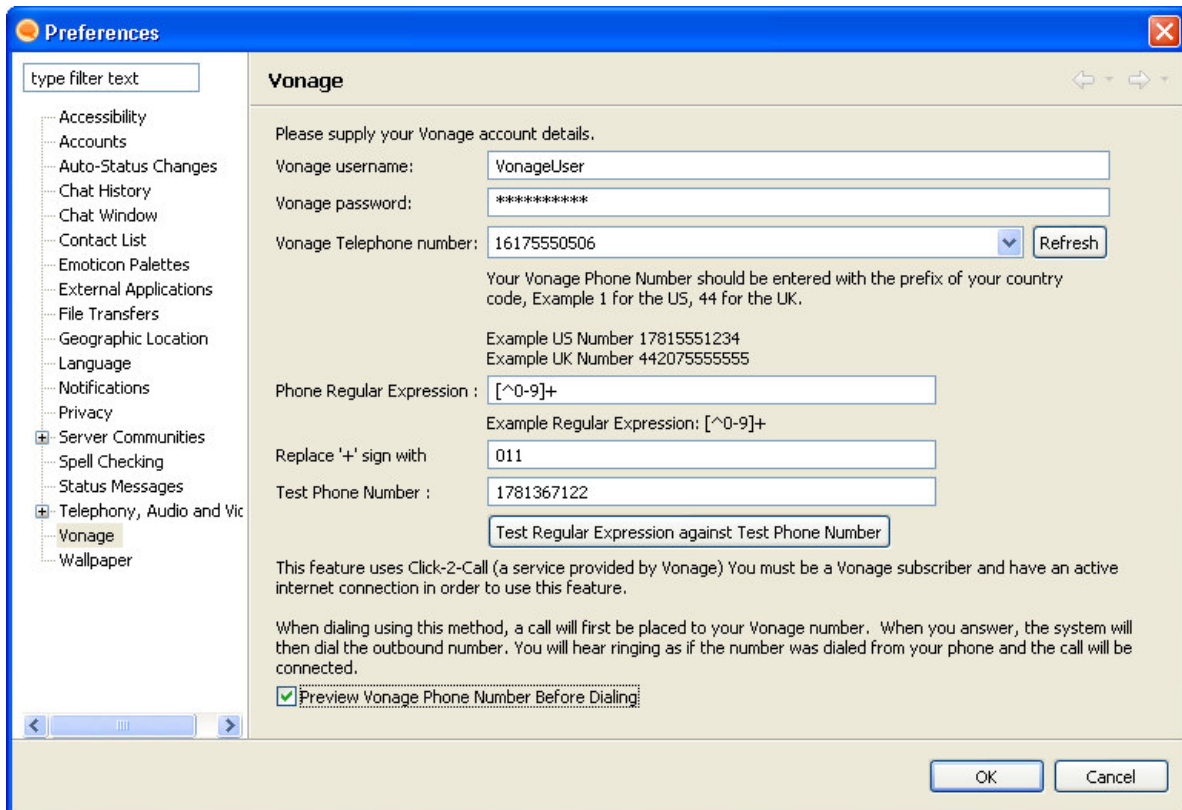 Preferences
type filter text
Accessibility
Accounts
Auto-Status Changes
Chat History
Chat Window
Contact List
Emoticon Palettes
External Applications
File Transfers
Geographic Location
Language
Notifications
Privacy
Server Communities
Spell Checking
Status Messages
Telephony, Audio and Vic
Vonage
Wallpaper
Vonage
Please supply your Vonage account details.
Vonage username: VonageUser
Vonage password: **********
Vonage Telephone number: 16175550506 Refresh
Your Vonage Phone Number should be entered with the prefix of your country
code, Example 1 for the US, 44 for the UK.
Example US Number 17815551234
Example UK Number 442075555555
Phone Regular Expression : [^0-9]+
Example Regular Expression: [^0-9]+
Replace '+' sign with 011
Test Phone Number : 1781367122
Test Regular Expression against Test Phone Number
This feature uses Click-2-Call (a service provided by Vonage) You must be a Vonage subscriber and have an active
internet connection in order to use this feature.
When dialing using this method, a call will first be placed to your Vonage number. When you answer, the system will
then dial the outbound number. You will hear ringing as if the number was dialed from your phone and the call will be
connected.
Preview Vonage Phone Number Before Dialing
OK Cancel